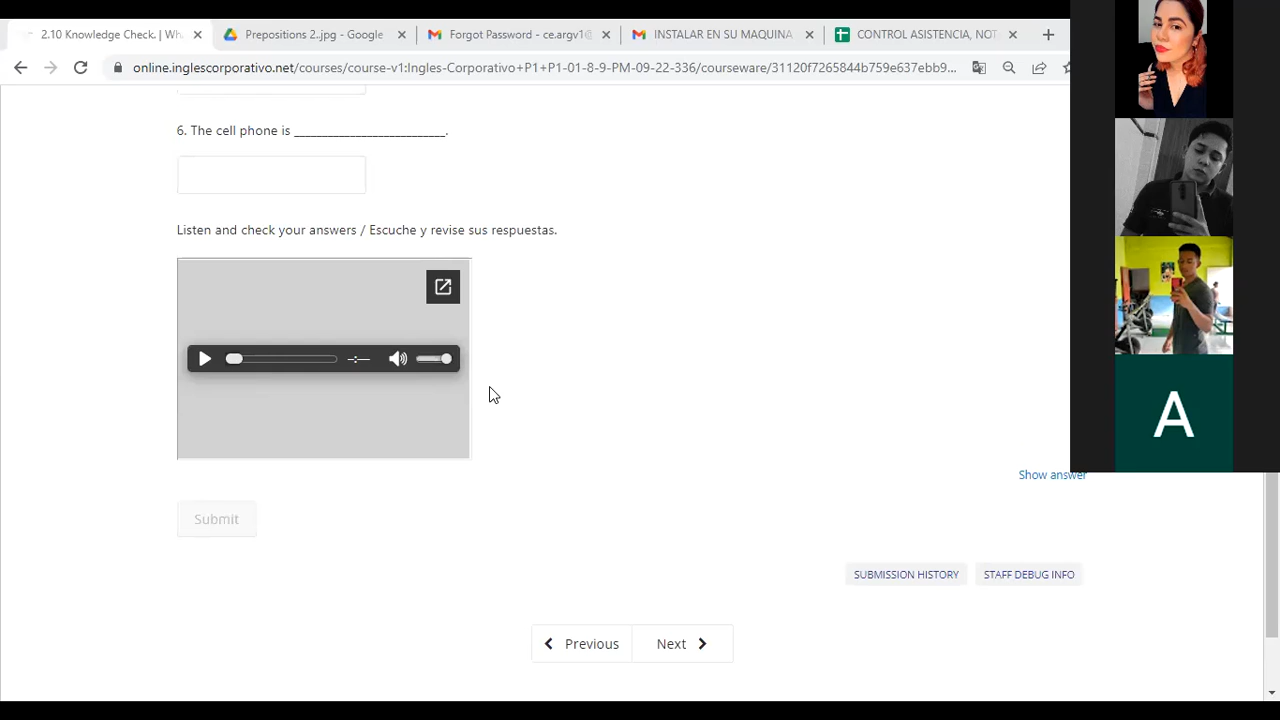 2.10 Knowledge Check. | Wh
Prepositions 2..jpg - Google
Forgot Password - ce.argv1@
INSTALAR EN SU MAQUINA
CONTROL ASISTENCIA, NOT
online.inglescorporativo.net/courses/course-v1:Ingles-Corporativo+P1+P1-01-8-9-PM-09-22-336/courseware/31120f7265844b759e637ebb9...
6. The cell phone is ________________________.
Listen and check your answers / Escuche y revise sus respuestas.
-:--
A
Show answer
Submit
SUBMISSION HISTORY
STAFF DEBUG INFO
Previous
Next